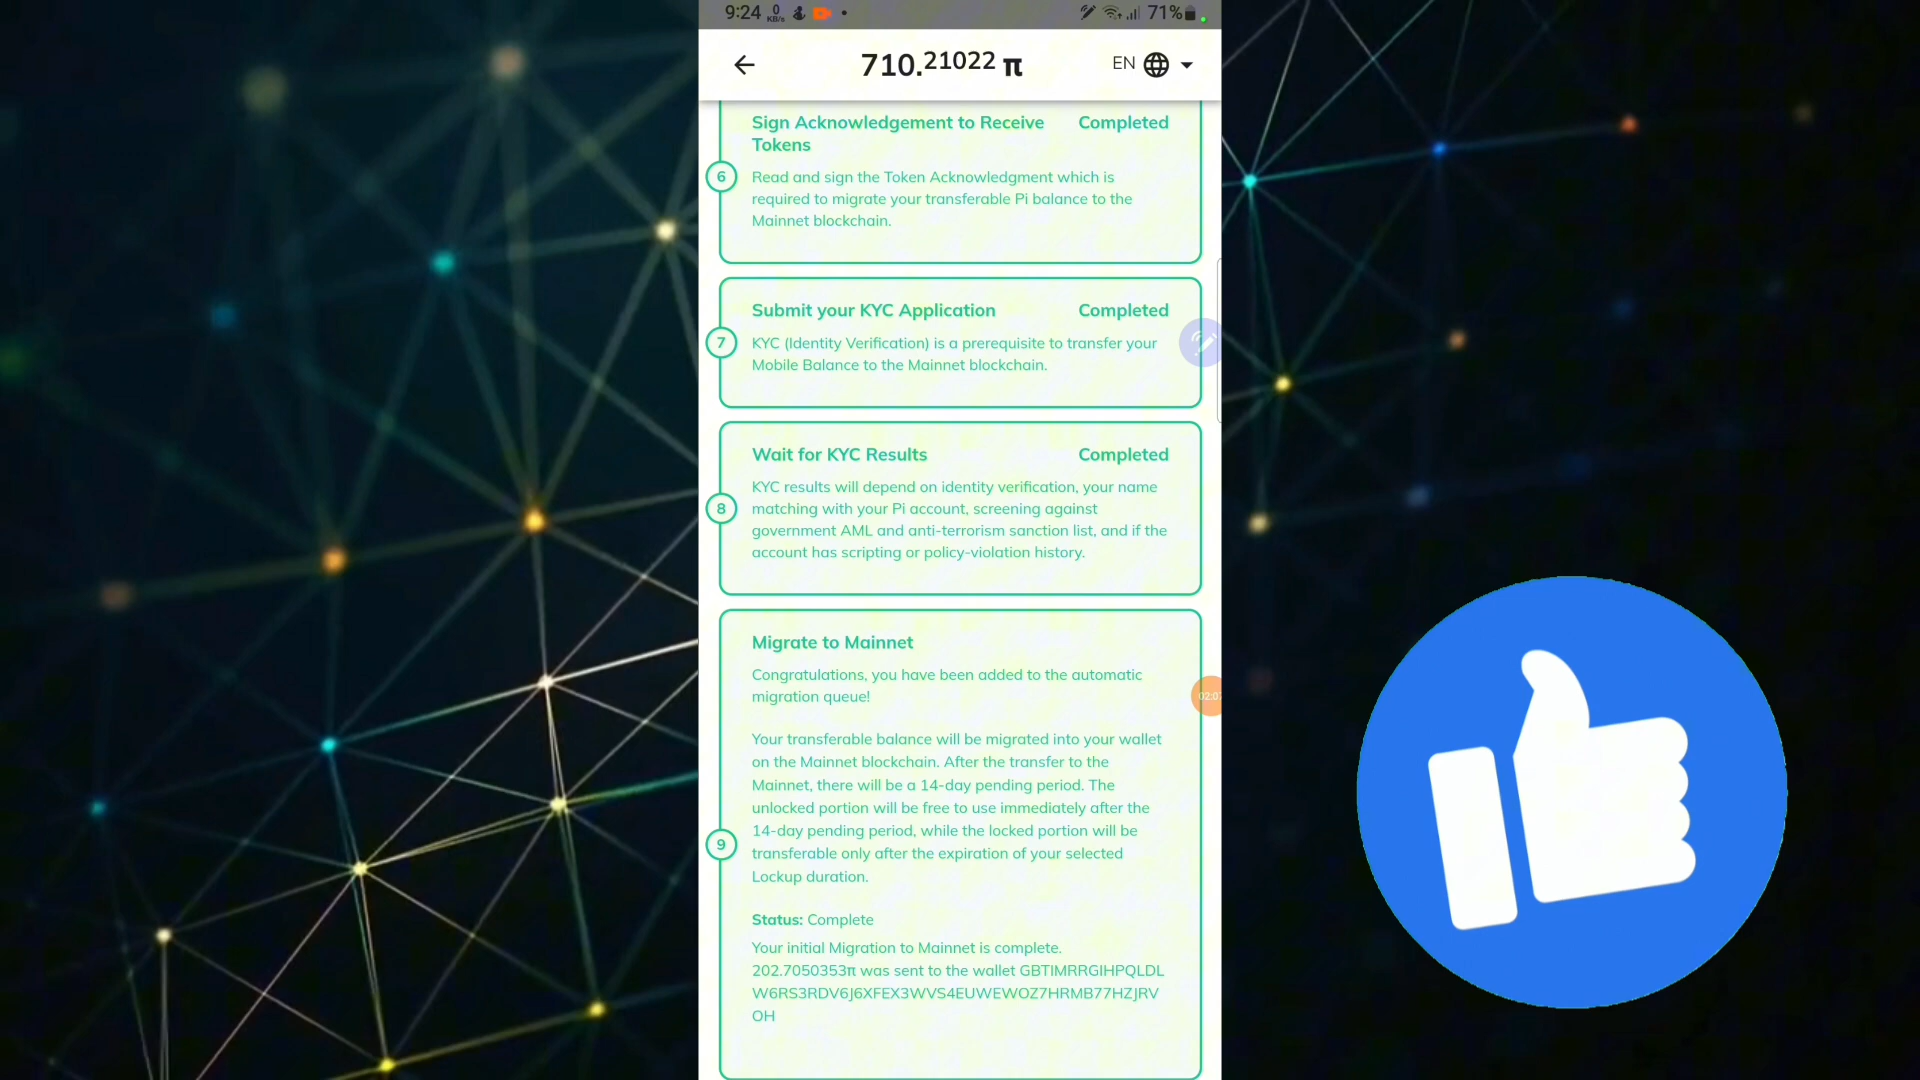 9:24 0 KB/s 71%
710.21022 π EN
Sign Acknowledgement to Receive Completed
Tokens
6
Read and sign the Token Acknowledgment which is
required to migrate your transferable Pi balance to the
Mainnet blockchain.
Submit your KYC Application Completed
7
KYC (Identity Verification) is a prerequisite to transfer your
Mobile Balance to the Mainnet blockchain.
Wait for KYC Results Completed
KYC results will depend on identity verification, your name
8
matching with your Pi account, screening against
government AML and anti-terrorism sanction list, and if the
account has scripting or policy-violation history.
Migrate to Mainnet
Congratulations, you have been added to the automatic
migration queue!
Your transferable balance will be migrated into your wallet
on the Mainnet blockchain. After the transfer to the
Mainnet, there will be a 14-day pending period. The
unlocked portion will be free to use immediately after the
14-day pending period, while the locked portion will be
9
transferable only after the expiration of your selected
Lockup duration.
Status: Complete
Your initial Migration to Mainnet is complete.
202.7050353π was sent to the wallet GBTIMRRGIHPQLDL
W6RS3RDV6J6XFEX3WVS4EUWEWOZ7HRMB77HZJRV
OH